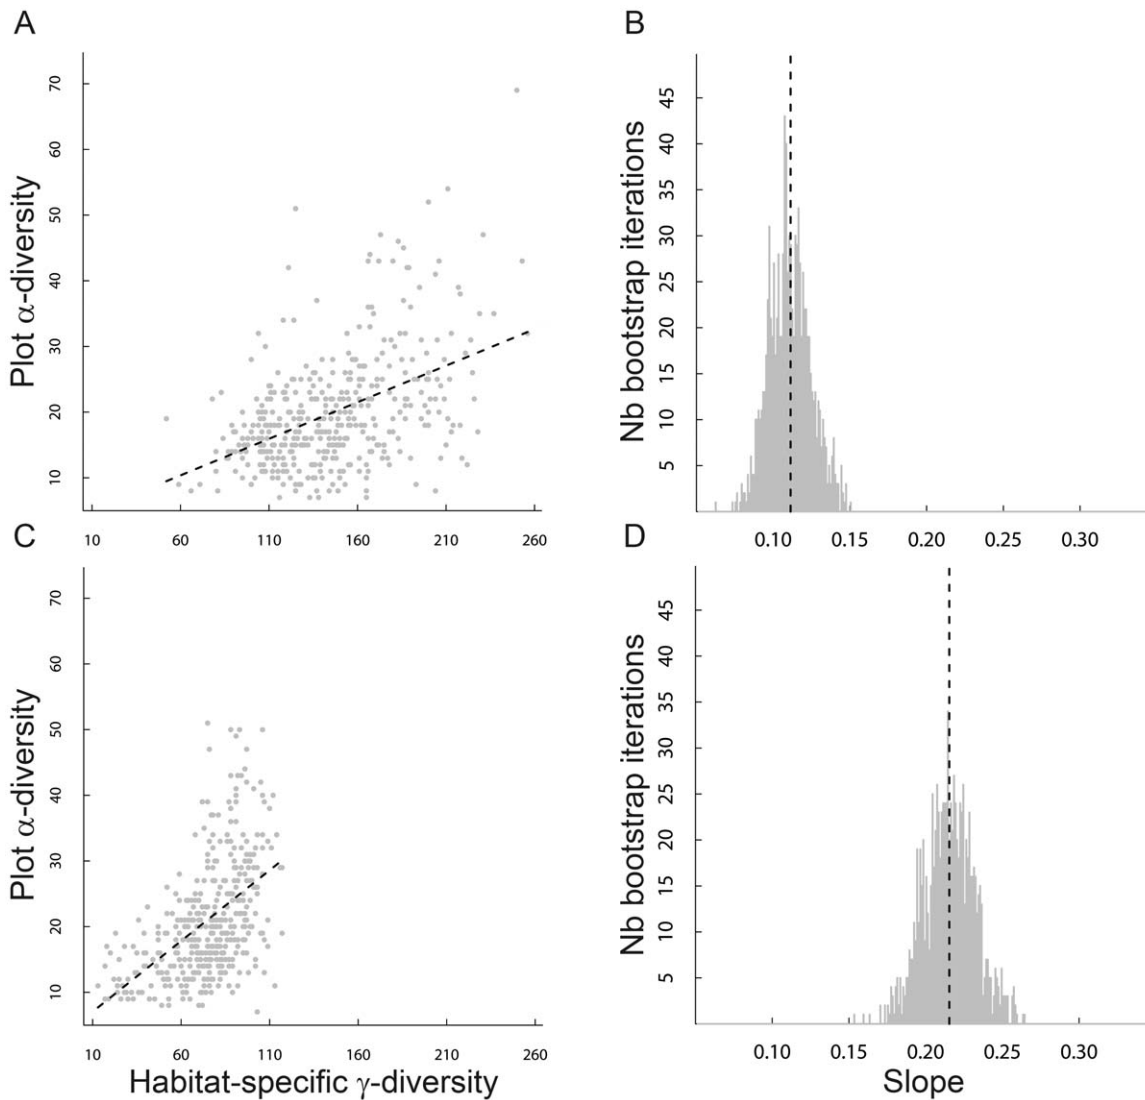 A
B
Plot α-diversity
10 20 30 40 50 60 70
10 60 110 160 210 260
Nb bootstrap iterations
5 10 15 20 25 30 35 40 45
0.10 0.15 0.20 0.25 0.30
C
D
Plot α-diversity
10 20 30 40 50 60 70
10 60 110 160 210 260
Habitat-specific γ-diversity
Nb bootstrap iterations
5 10 15 20 25 30 35 40 45
0.10 0.15 0.20 0.25 0.30
Slope